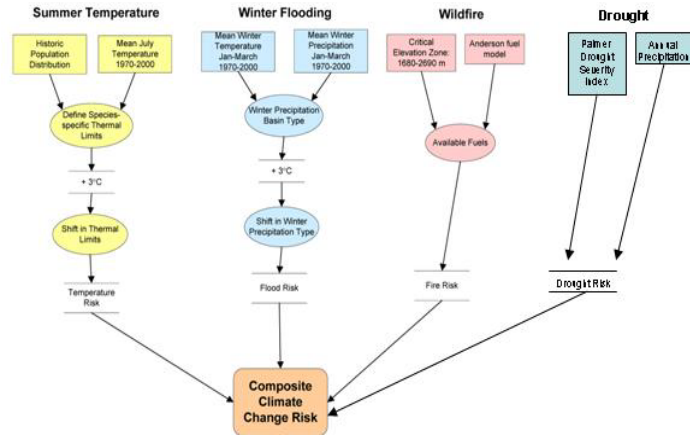 Summer Temperature
Winter Flooding
Wildfire
Drought
Historic
Population
Distribution
Mean July
Temperature
1970-2000
Mean Winter
Temperature
Jan-March
1970-2000
Mean Winter
Precipitation
Jan-March
1970-2000
Critical
Elevation Zone:
1680-2690 m
Anderson fuel
model
Palmer
Drought
Severity
Index
Annual
Precipitation
Define Species-
specific Thermal
Limits
Winter Precipitation
Basin Type
Available Fuels
+ 3°C
+ 3°C
Shift in Thermal
Limits
Shift in Winter
Precipitation Type
Temperature
Risk
Flood Risk
Fire Risk
Drought Risk
Composite
Climate
Change Risk